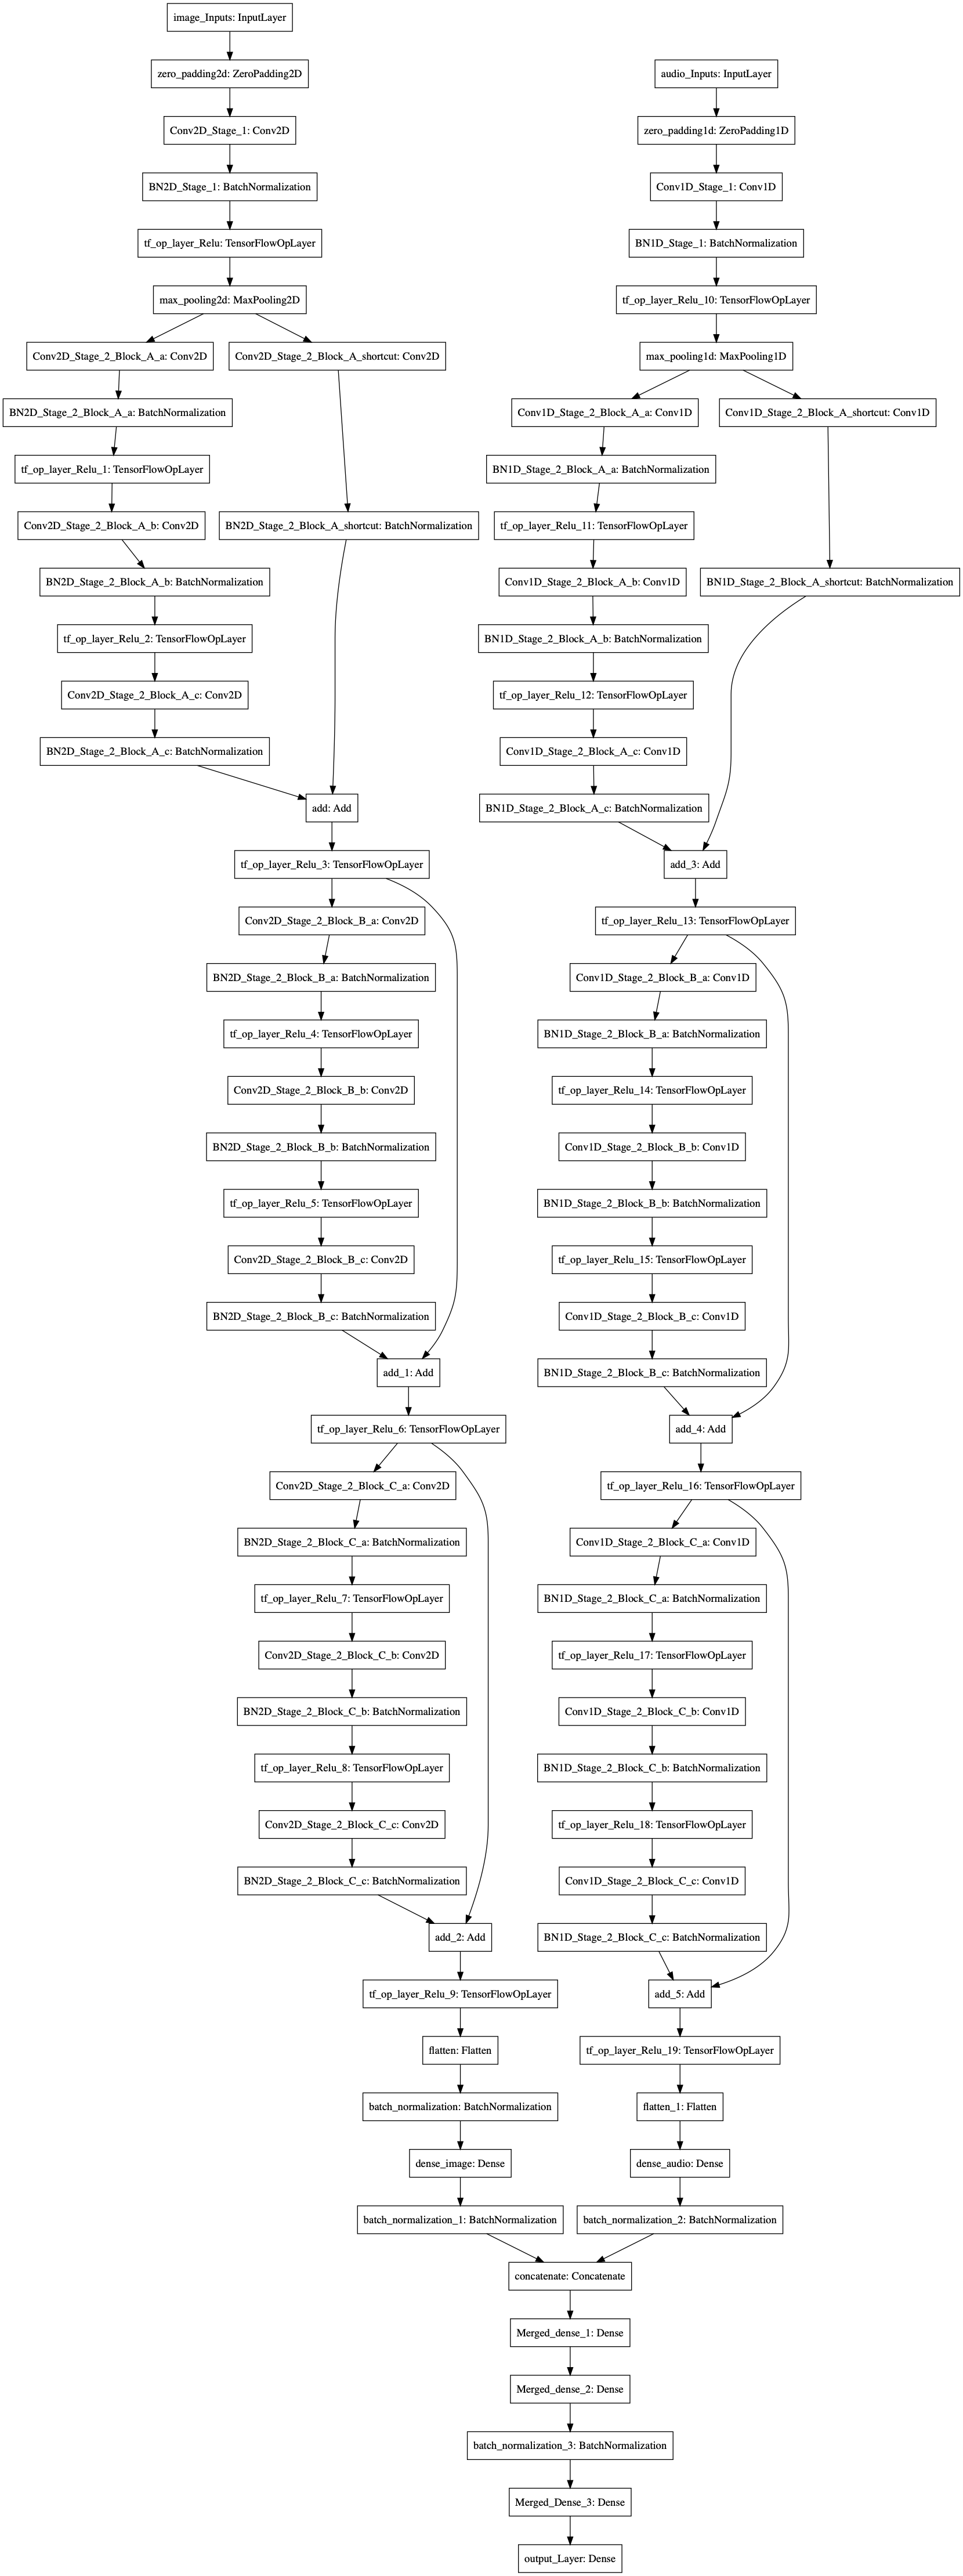 image_Inputs: InputLayer
zero_padding2d: ZeroPadding2D
Conv2D_Stage_1: Conv2D
BN2D_Stage_1: BatchNormalization
tf_op_layer_Relu: TensorFlowOpLayer
max_pooling2d: MaxPooling2D
Conv2D_Stage_2_Block_A_a: Conv2D
Conv2D_Stage_2_Block_A_shortcut: Conv2D
BN2D_Stage_2_Block_A_a: BatchNormalization
tf_op_layer_Relu_1: TensorFlowOpLayer
Conv2D_Stage_2_Block_A_b: Conv2D
BN2D_Stage_2_Block_A_shortcut: BatchNormalization
BN2D_Stage_2_Block_A_b: BatchNormalization
tf_op_layer_Relu_2: TensorFlowOpLayer
Conv2D_Stage_2_Block_A_c: Conv2D
BN2D_Stage_2_Block_A_c: BatchNormalization
add: Add
tf_op_layer_Relu_3: TensorFlowOpLayer
Conv2D_Stage_2_Block_B_a: Conv2D
BN2D_Stage_2_Block_B_a: BatchNormalization
tf_op_layer_Relu_4: TensorFlowOpLayer
Conv2D_Stage_2_Block_B_b: Conv2D
BN2D_Stage_2_Block_B_b: BatchNormalization
tf_op_layer_Relu_5: TensorFlowOpLayer
Conv2D_Stage_2_Block_B_c: Conv2D
BN2D_Stage_2_Block_B_c: BatchNormalization
add_1: Add
tf_op_layer_Relu_6: TensorFlowOpLayer
Conv2D_Stage_2_Block_C_a: Conv2D
BN2D_Stage_2_Block_C_a: BatchNormalization
tf_op_layer_Relu_7: TensorFlowOpLayer
Conv2D_Stage_2_Block_C_b: Conv2D
BN2D_Stage_2_Block_C_b: BatchNormalization
tf_op_layer_Relu_8: TensorFlowOpLayer
Conv2D_Stage_2_Block_C_c: Conv2D
BN2D_Stage_2_Block_C_c: BatchNormalization
add_2: Add
tf_op_layer_Relu_9: TensorFlowOpLayer
flatten: Flatten
batch_normalization: BatchNormalization
dense_image: Dense
batch_normalization_1: BatchNormalization
audio_Inputs: InputLayer
zero_padding1d: ZeroPadding1D
Conv1D_Stage_1: Conv1D
BN1D_Stage_1: BatchNormalization
tf_op_layer_Relu_10: TensorFlowOpLayer
max_pooling1d: MaxPooling1D
Conv1D_Stage_2_Block_A_a: Conv1D
Conv1D_Stage_2_Block_A_shortcut: Conv1D
BN1D_Stage_2_Block_A_a: BatchNormalization
tf_op_layer_Relu_11: TensorFlowOpLayer
Conv1D_Stage_2_Block_A_b: Conv1D
BN1D_Stage_2_Block_A_shortcut: BatchNormalization
BN1D_Stage_2_Block_A_b: BatchNormalization
tf_op_layer_Relu_12: TensorFlowOpLayer
Conv1D_Stage_2_Block_A_c: Conv1D
BN1D_Stage_2_Block_A_c: BatchNormalization
add_3: Add
tf_op_layer_Relu_13: TensorFlowOpLayer
Conv1D_Stage_2_Block_B_a: Conv1D
BN1D_Stage_2_Block_B_a: BatchNormalization
tf_op_layer_Relu_14: TensorFlowOpLayer
Conv1D_Stage_2_Block_B_b: Conv1D
BN1D_Stage_2_Block_B_b: BatchNormalization
tf_op_layer_Relu_15: TensorFlowOpLayer
Conv1D_Stage_2_Block_B_c: Conv1D
BN1D_Stage_2_Block_B_c: BatchNormalization
add_4: Add
tf_op_layer_Relu_16: TensorFlowOpLayer
Conv1D_Stage_2_Block_C_a: Conv1D
BN1D_Stage_2_Block_C_a: BatchNormalization
tf_op_layer_Relu_17: TensorFlowOpLayer
Conv1D_Stage_2_Block_C_b: Conv1D
BN1D_Stage_2_Block_C_b: BatchNormalization
tf_op_layer_Relu_18: TensorFlowOpLayer
Conv1D_Stage_2_Block_C_c: Conv1D
BN1D_Stage_2_Block_C_c: BatchNormalization
add_5: Add
tf_op_layer_Relu_19: TensorFlowOpLayer
flatten_1: Flatten
dense_audio: Dense
batch_normalization_2: BatchNormalization
concatenate: Concatenate
Merged_dense_1: Dense
Merged_dense_2: Dense
batch_normalization_3: BatchNormalization
Merged_Dense_3: Dense
output_Layer: Dense